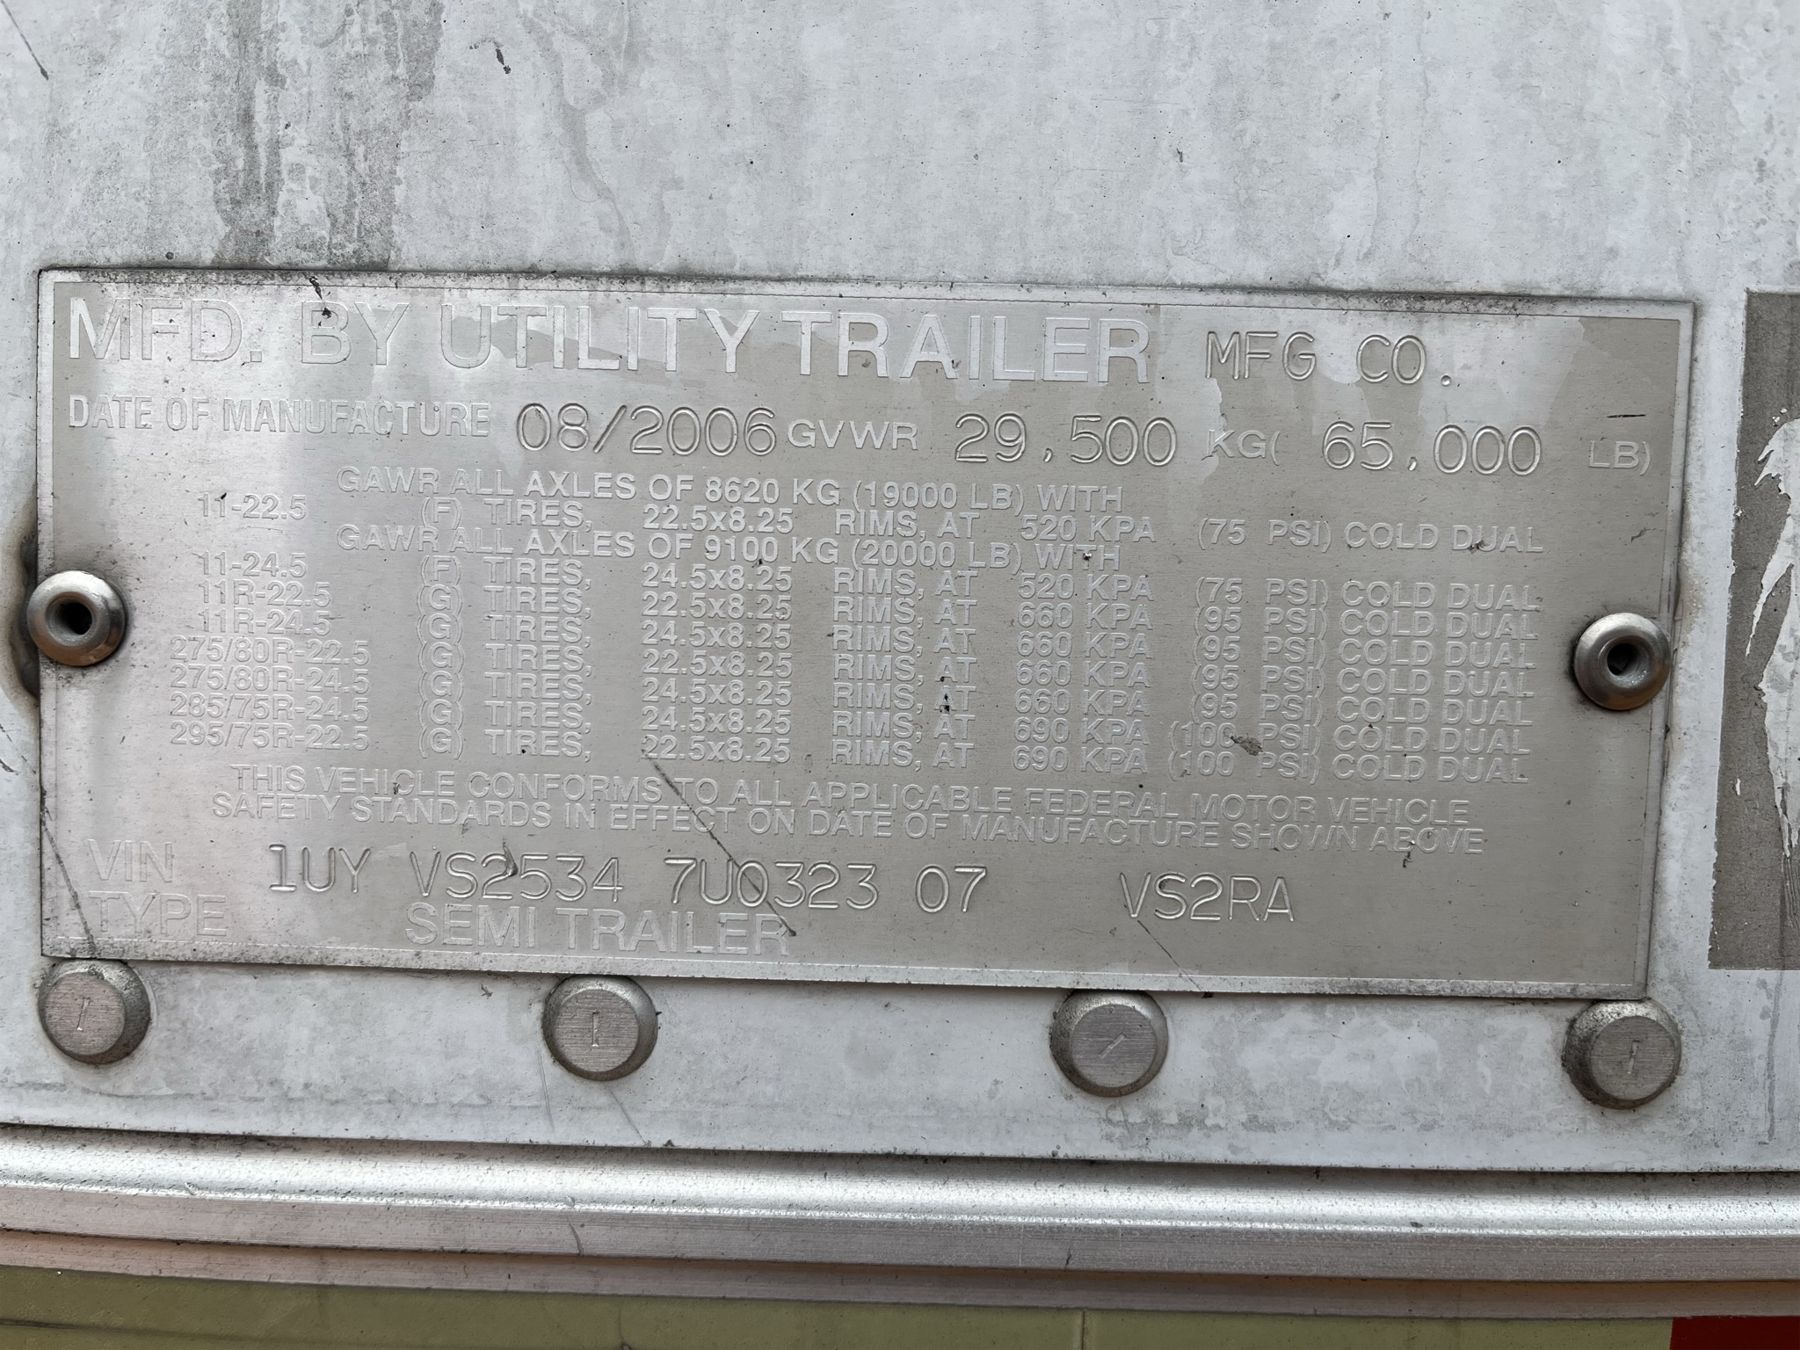 MFD. BY UTILITY TRAILER MFG CO.
DATE OF MANUFACTURE 08/2006 GVWR 29,500 KG( 65,000 LB)
GAWR ALL AXLES OF 8620 KG (19000 LB) WITH
11-22.5 (F) TIRES, 22.5x8.25 RIMS, AT 520 KPA (75 PSI) COLD DUAL
GAWR ALL AXLES OF 9100 KG (20000 LB) WITH
11-24.5 (F) TIRES, 24.5x8.25 RIMS, AT 520 KPA (75 PSI) COLD DUAL
11R-22.5 (G) TIRES, 22.5x8.25 RIMS, AT 660 KPA (95 PSI) COLD DUAL
11R-24.5 (G) TIRES, 24.5x8.25 RIMS, AT 660 KPA (95 PSI) COLD DUAL
275/80R-22.5 (G) TIRES, 22.5x8.25 RIMS, AT 660 KPA (95 PSI) COLD DUAL
275/80R-24.5 (G) TIRES, 24.5x8.25 RIMS, AT 660 KPA (95 PSI) COLD DUAL
285/75R-24.5 (G) TIRES, 24.5x8.25 RIMS, AT 690 KPA (100 PSI) COLD DUAL
295/75R-22.5 (G) TIRES, 22.5x8.25 RIMS, AT 690 KPA (100 PSI) COLD DUAL
THIS VEHICLE CONFORMS TO ALL APPLICABLE FEDERAL MOTOR VEHICLE
SAFETY STANDARDS IN EFFECT ON DATE OF MANUFACTURE SHOWN ABOVE
VIN 1UY VS2534 7U0323 07 VS2RA
TYPE SEMI TRAILER